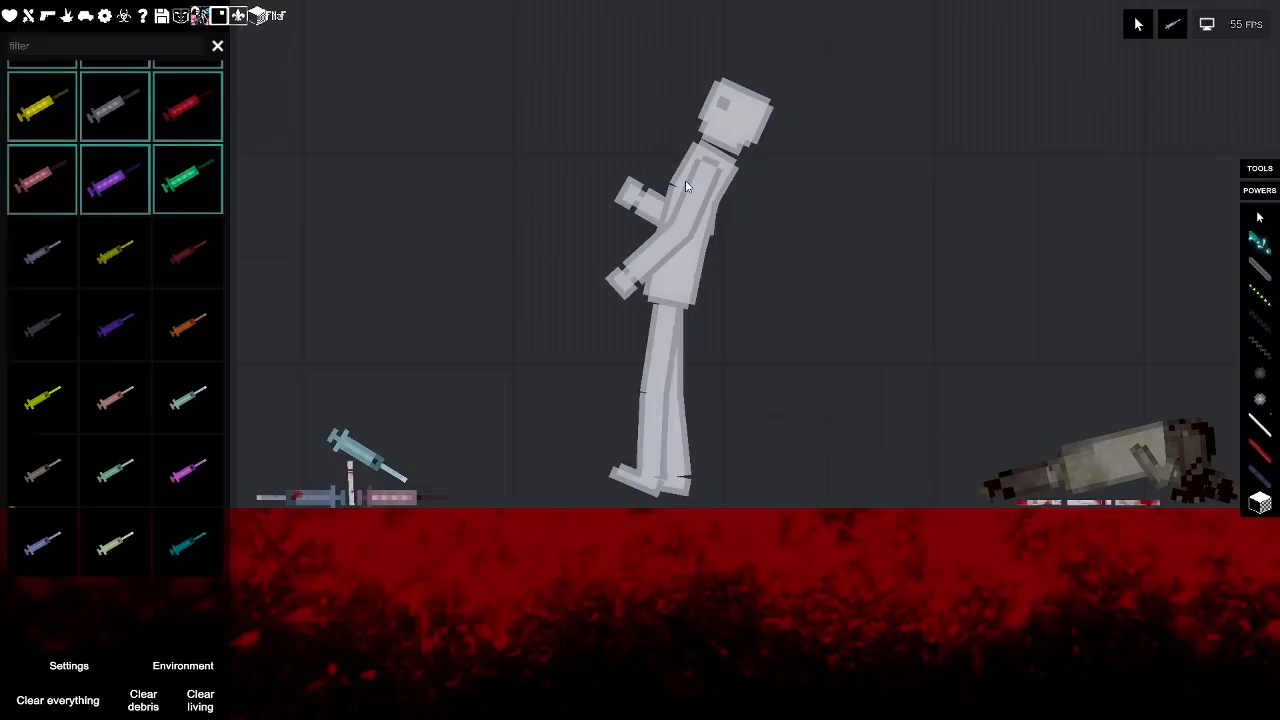 55 FPS
filter
TOOLS
POWERS
Settings
Environment
Clear everything
Clear debris
Clear living